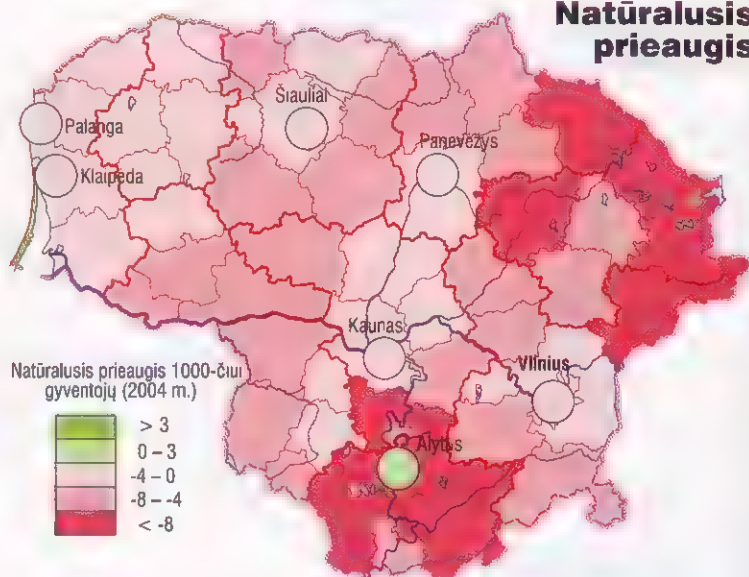 Natūralusis
prieaugis
Šiauliai
Palanga
Panevėžys
Klaipėda
Kaunas
Vilnius
Alytus
Natūralusis prieaugis 1000-čiui
gyventojų (2004 m.)
> 3
0 – 3
-4 – 0
-8 – -4
< -8